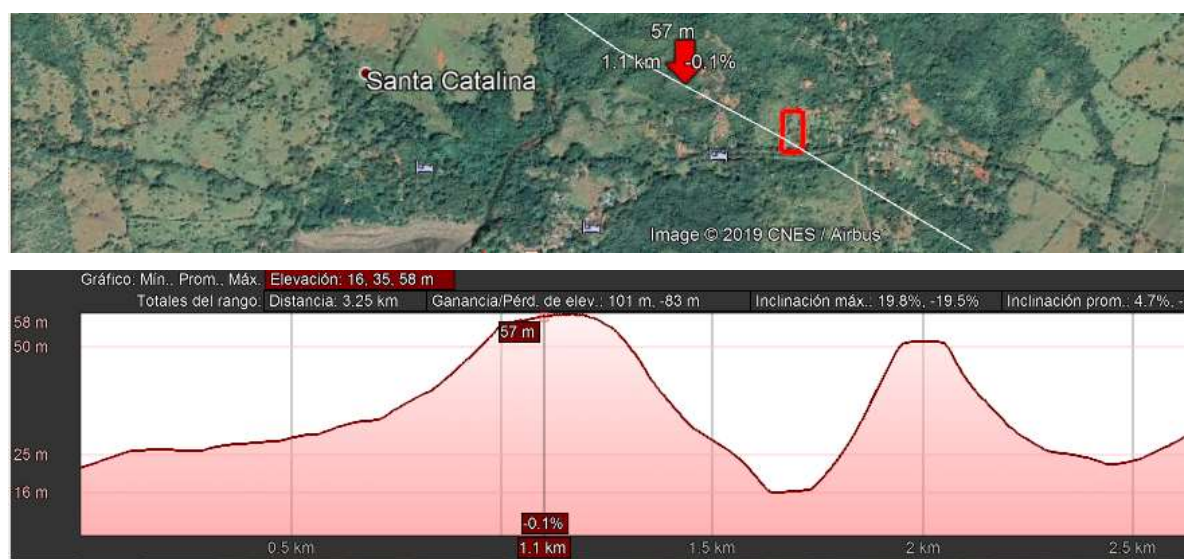 57 m
1.1 km -0.1%
Santa Catalina
Image © 2019 CNES / Airbus
Gráfico: Mín., Prom., Máx. Elevación: 16, 35, 58 m
Totales del rango: Distancia: 3.25 km Ganancia/Pérd. de elev.: 101 m, -83 m Inclinación máx.: 19.8%, -19.5% Inclinación prom.: 4.7%, -
58 m
57 m
50 m
25 m
16 m
-0.1%
0.5 km 1.1 km 1.5 km 2 km 2.5 km